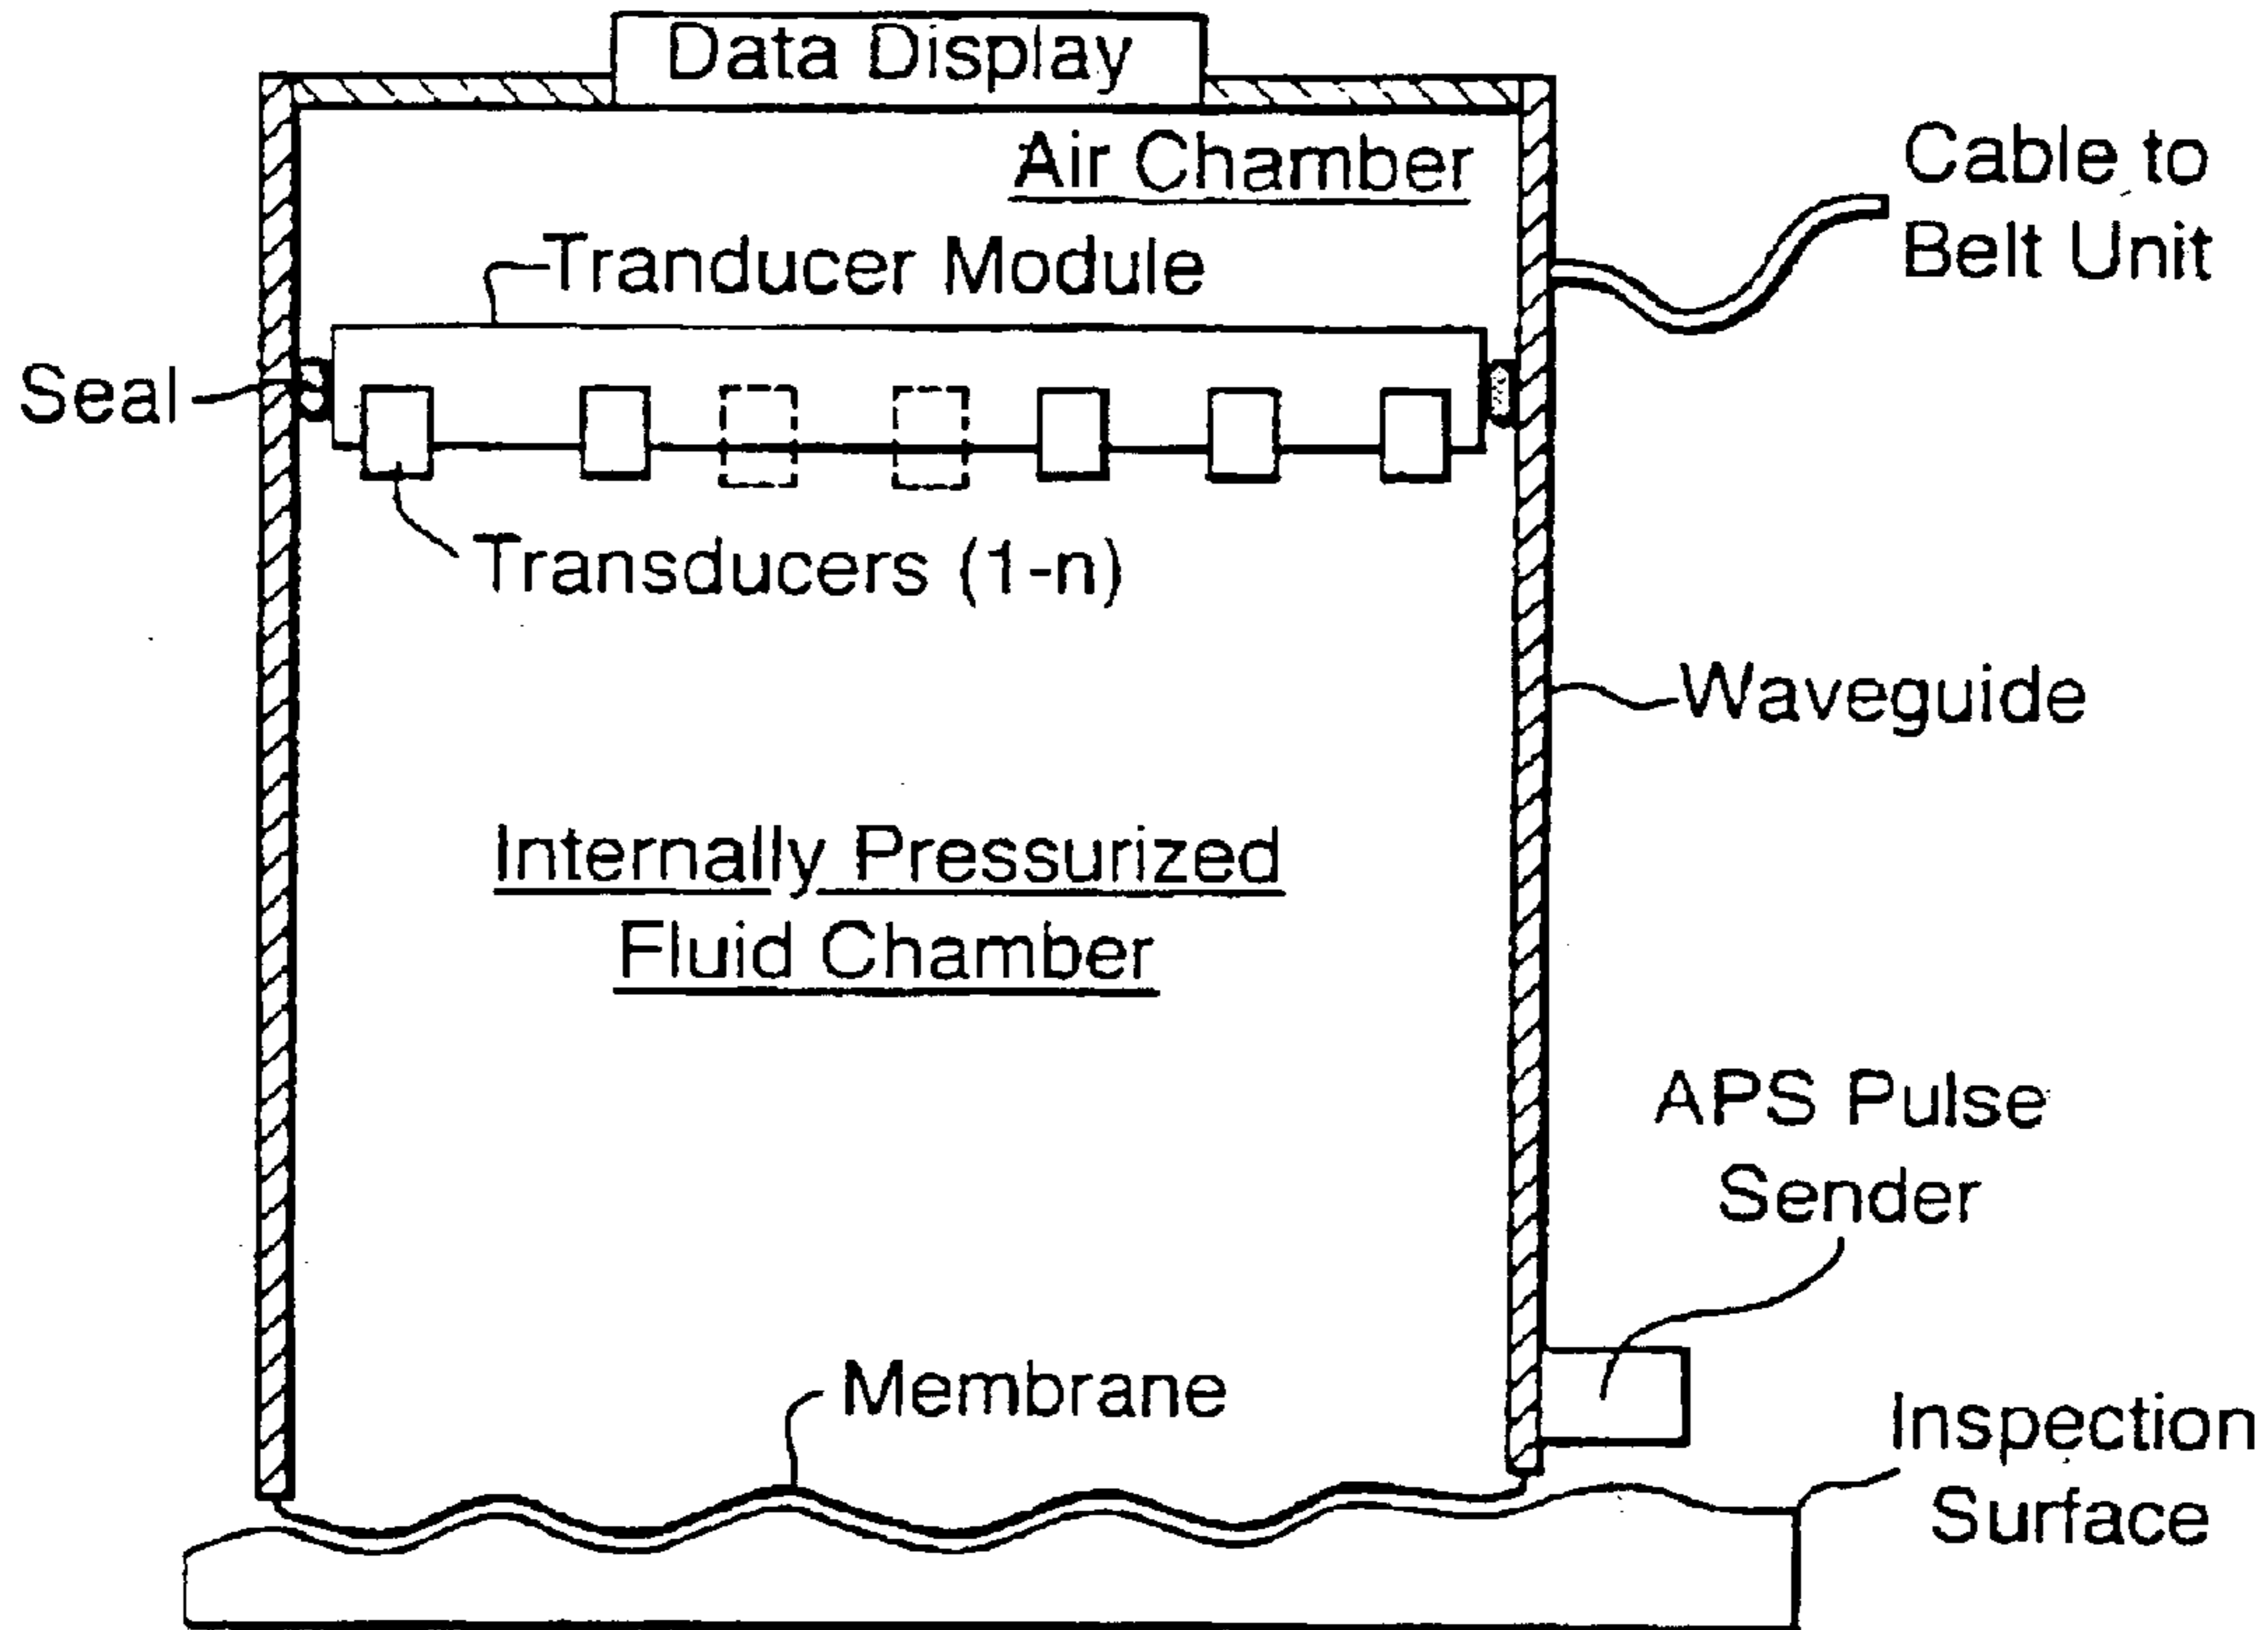 Data Display
Air Chamber
Cable to
Belt Unit
Tranducer Module
Seal
Transducers (1-n)
Waveguide
Internally Pressurized
Fluid Chamber
APS Pulse
Sender
Membrane
Inspection
Surface